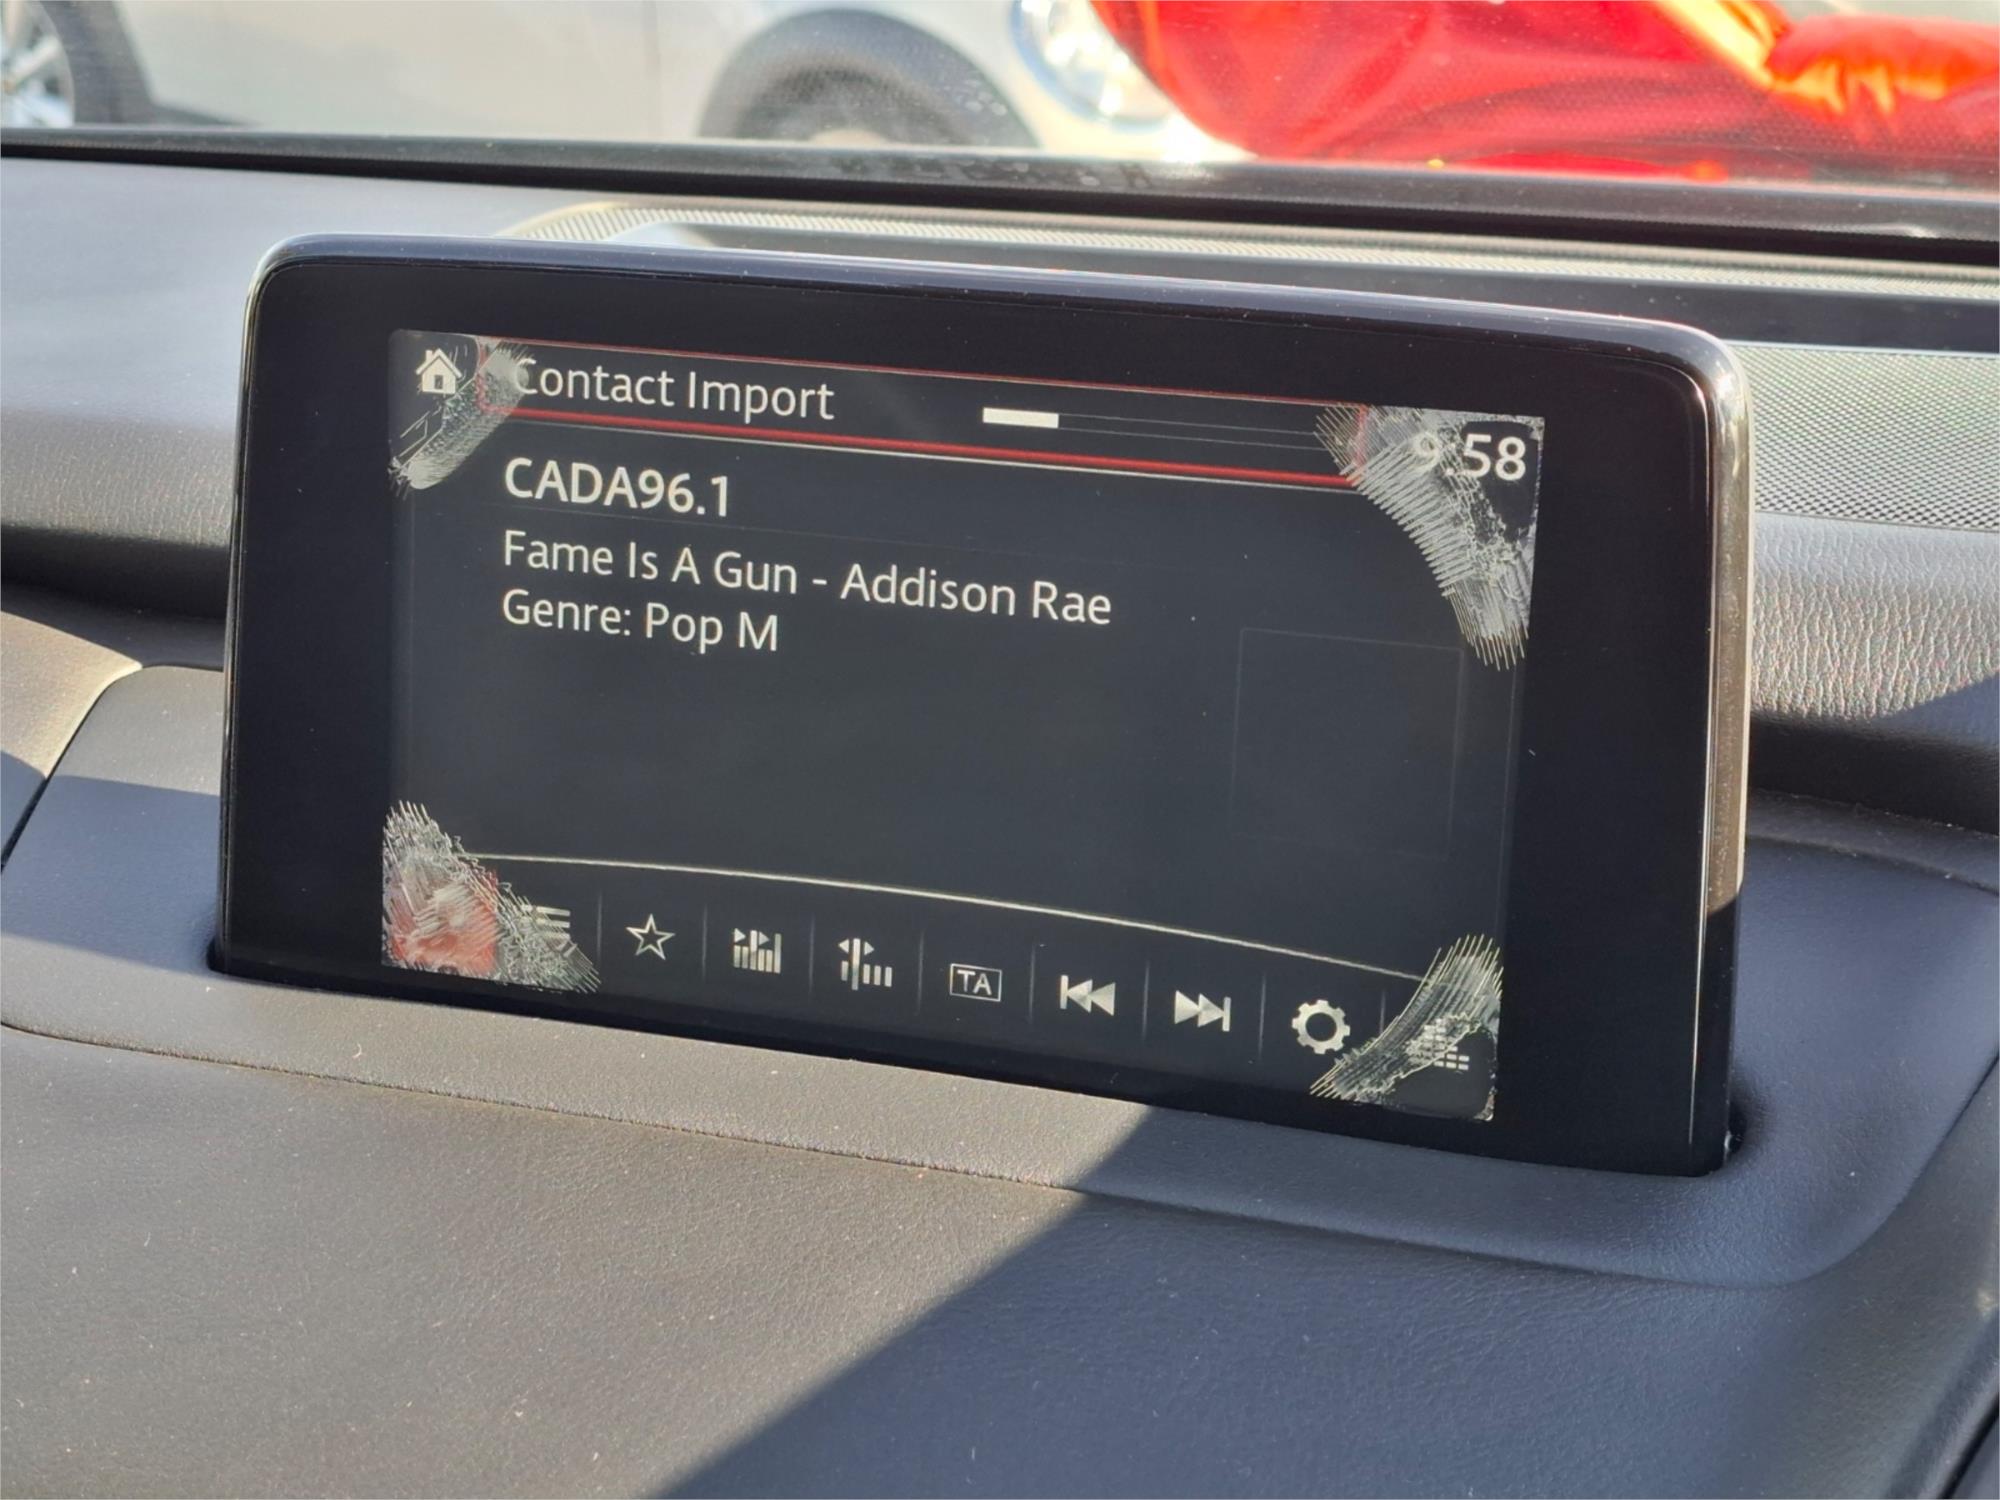 Contact Import
9:58
CADA96.1
Fame Is A Gun - Addison Rae
Genre: Pop M
TA